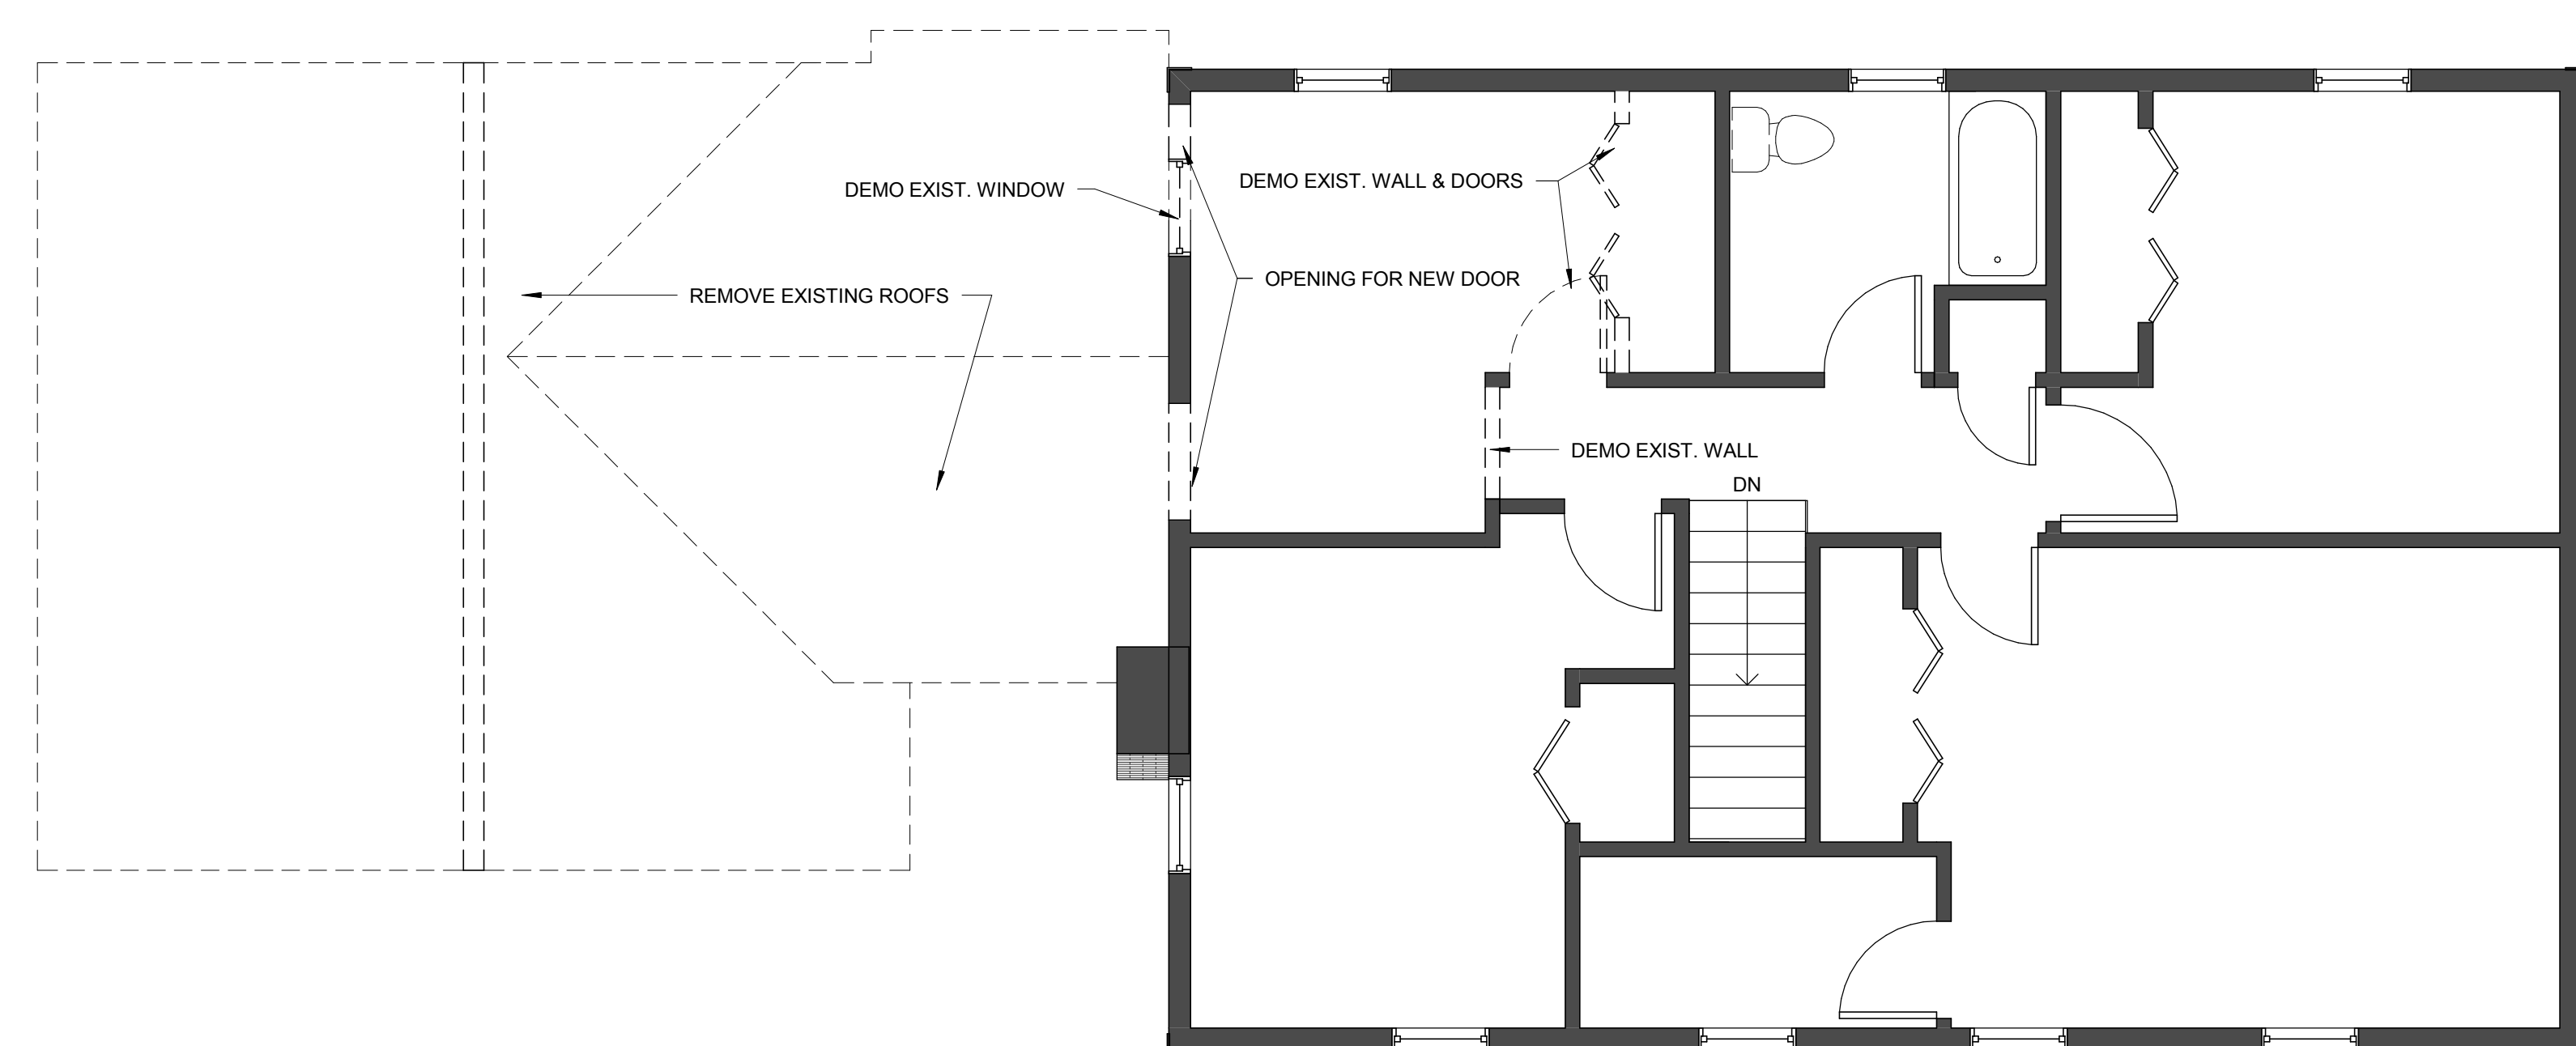 DEMO EXIST. WINDOW
DEMO EXIST. WALL & DOORS
OPENING FOR NEW DOOR
REMOVE EXISTING ROOFS
DEMO EXIST. WALL
DN